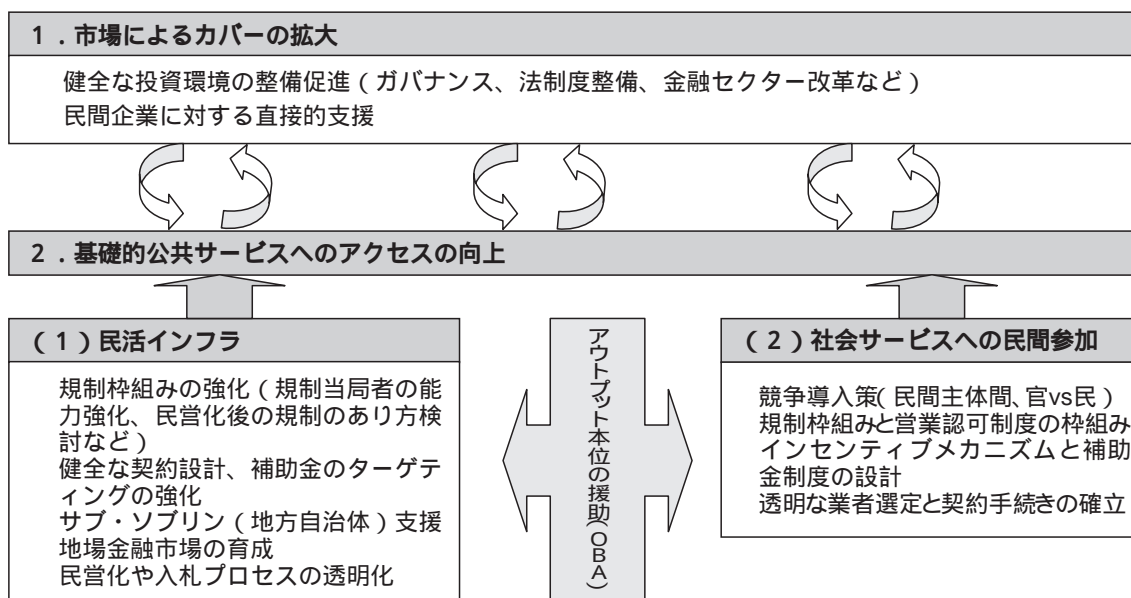 1．市場によるカバーの拡大
健全な投資環境の整備促進（ガバナンス、法制度整備、金融セクター改革など）
民間企業に対する直接的支援
2．基礎的公共サービスへのアクセスの向上
（1）民活インフラ
規制枠組みの強化（規制当局者の能
力強化、民営化後の規制のあり方検
討など）
健全な契約設計、補助金のターゲテ
ィングの強化
サブ・ソブリン（地方自治体）支援
地場金融市場の育成
民営化や入札プロセスの透明化
アウトプット本位の援助（OBA）
（2）社会サービスへの民間参加
競争導入策（民間主体間、官vs民）
規制枠組みと営業認可制度の枠組み
インセンティブメカニズムと補助
金制度の設計
透明な業者選定と契約手続きの確立